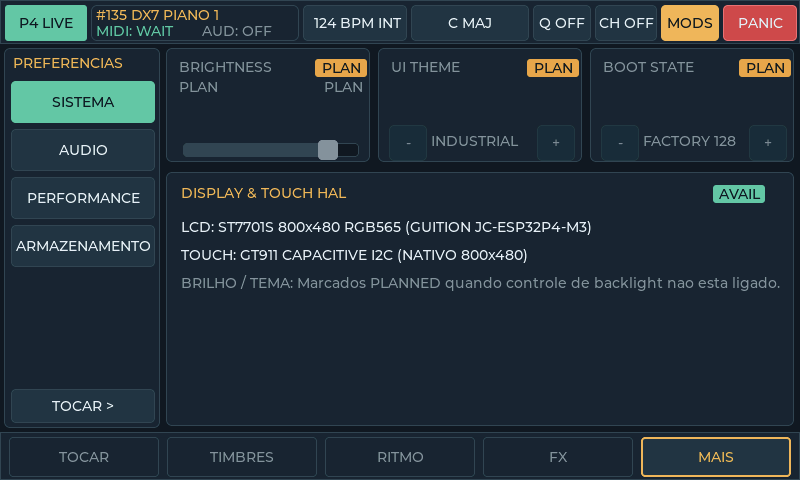 P4 LIVE
#135 DX7 PIANO 1
MIDI: WAIT AUD: OFF
124 BPM INT
C MAJ
Q OFF
CH OFF
MODS
PANIC
PREFERENCIAS
SISTEMA
AUDIO
PERFORMANCE
ARMAZENAMENTO
TOCAR >
BRIGHTNESS PLAN
PLAN PLAN
UI THEME PLAN
- INDUSTRIAL +
BOOT STATE PLAN
- FACTORY 128 +
DISPLAY & TOUCH HAL AVAIL
LCD: ST7701S 800x480 RGB565 (GUITION JC-ESP32P4-M3)
TOUCH: GT911 CAPACITIVE I2C (NATIVO 800x480)
BRILHO / TEMA: Marcados PLANNED quando controle de backlight nao esta ligado.
TOCAR
TIMBRES
RITMO
FX
MAIS